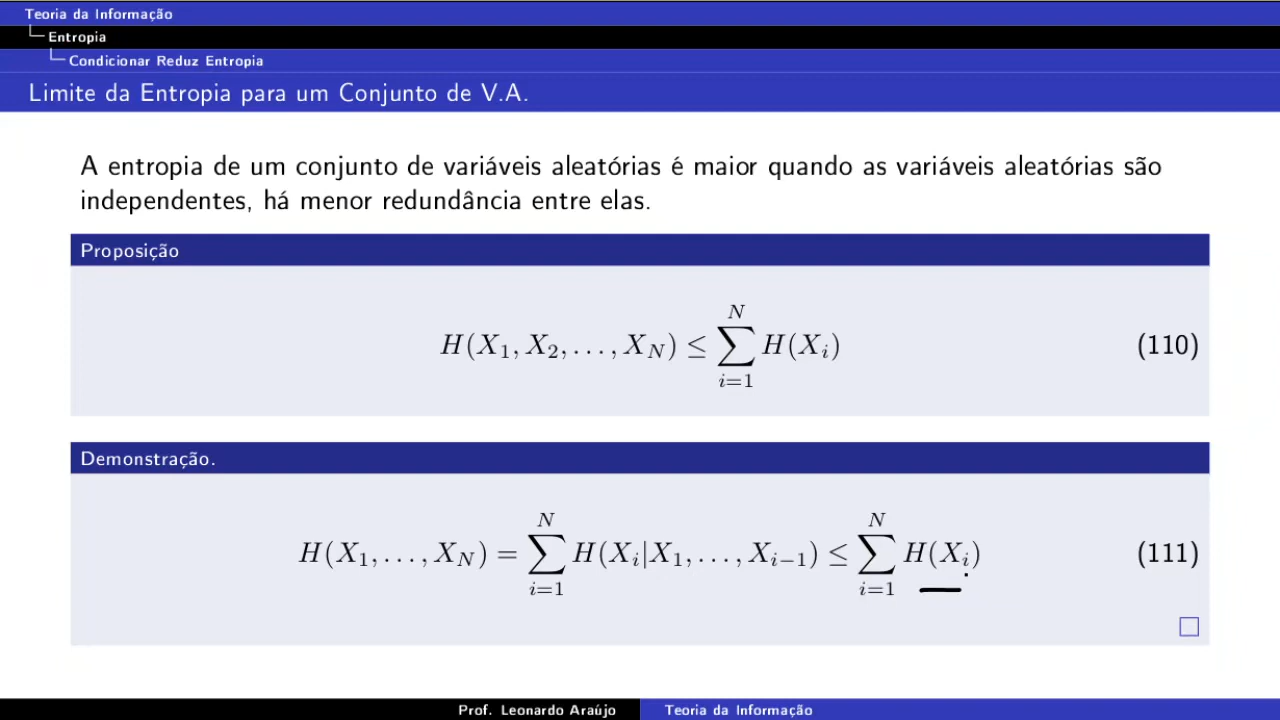 Teoria da Informação
Entropia
Condicionar Reduz Entropia
Limite da Entropia para um Conjunto de V.A.
A entropia de um conjunto de variáveis aleatórias é maior quando as variáveis aleatórias são
independentes, há menor redundância entre elas.
Proposição
H(X_1, X_2, . . . , X_N) ≤ \sum_{i=1}^{N} H(X_i) (110)
Demonstração.
H(X_1, . . . , X_N) = \sum_{i=1}^{N} H(X_i|X_1, . . . , X_{i−1}) ≤ \sum_{i=1}^{N} H(X_i) (111)
Prof. Leonardo Araújo Teoria da Informação